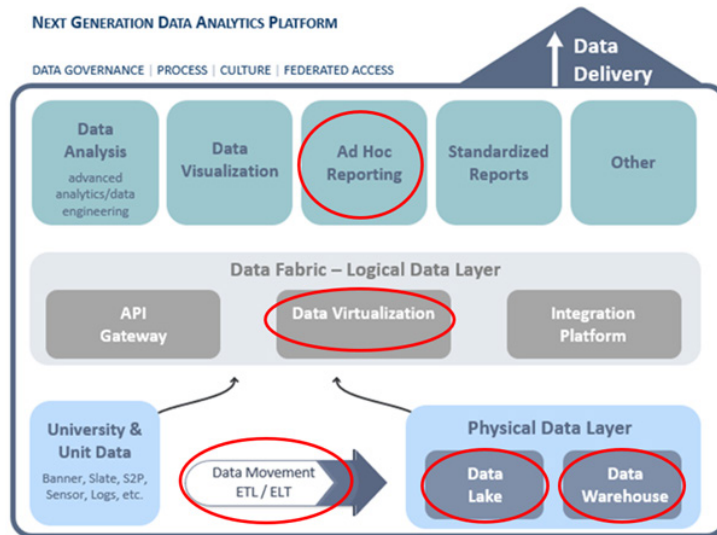 NEXT GENERATION DATA ANALYTICS PLATFORM
DATA GOVERNANCE | PROCESS | CULTURE | FEDERATED ACCESS
Data
Delivery
Data
Analysis
advanced
analytics/data
engineering
Data
Visualization
Ad Hoc
Reporting
Standardized
Reports
Other
Data Fabric – Logical Data Layer
API
Gateway
Data Virtualization
Integration
Platform
University &
Unit Data
Banner, Slate, S2P,
Sensor, Logs, etc.
Data Movement
ETL / ELT
Physical Data Layer
Data
Lake
Data
Warehouse